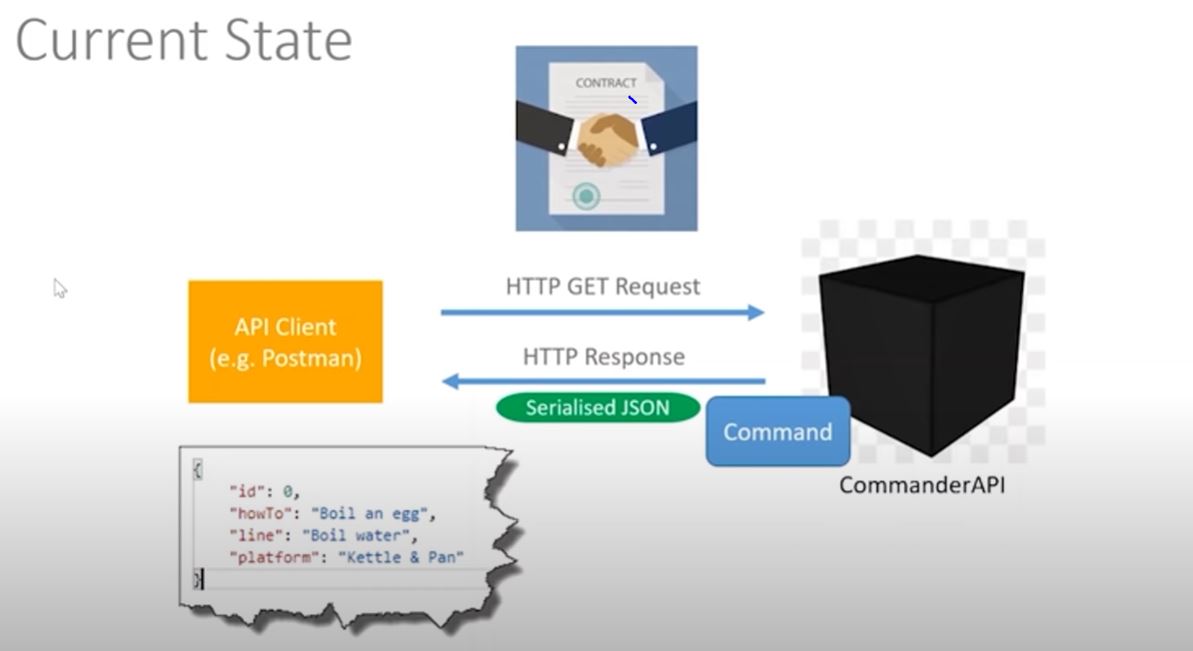 Current State
CONTRACT
HTTP GET Request
API Client
(e.g. Postman)
HTTP Response
Serialised JSON
Command
CommanderAPI
{
"id": 0,
"howTo": "Boil an egg",
"line": "Boil water",
"platform": "Kettle & Pan"
}